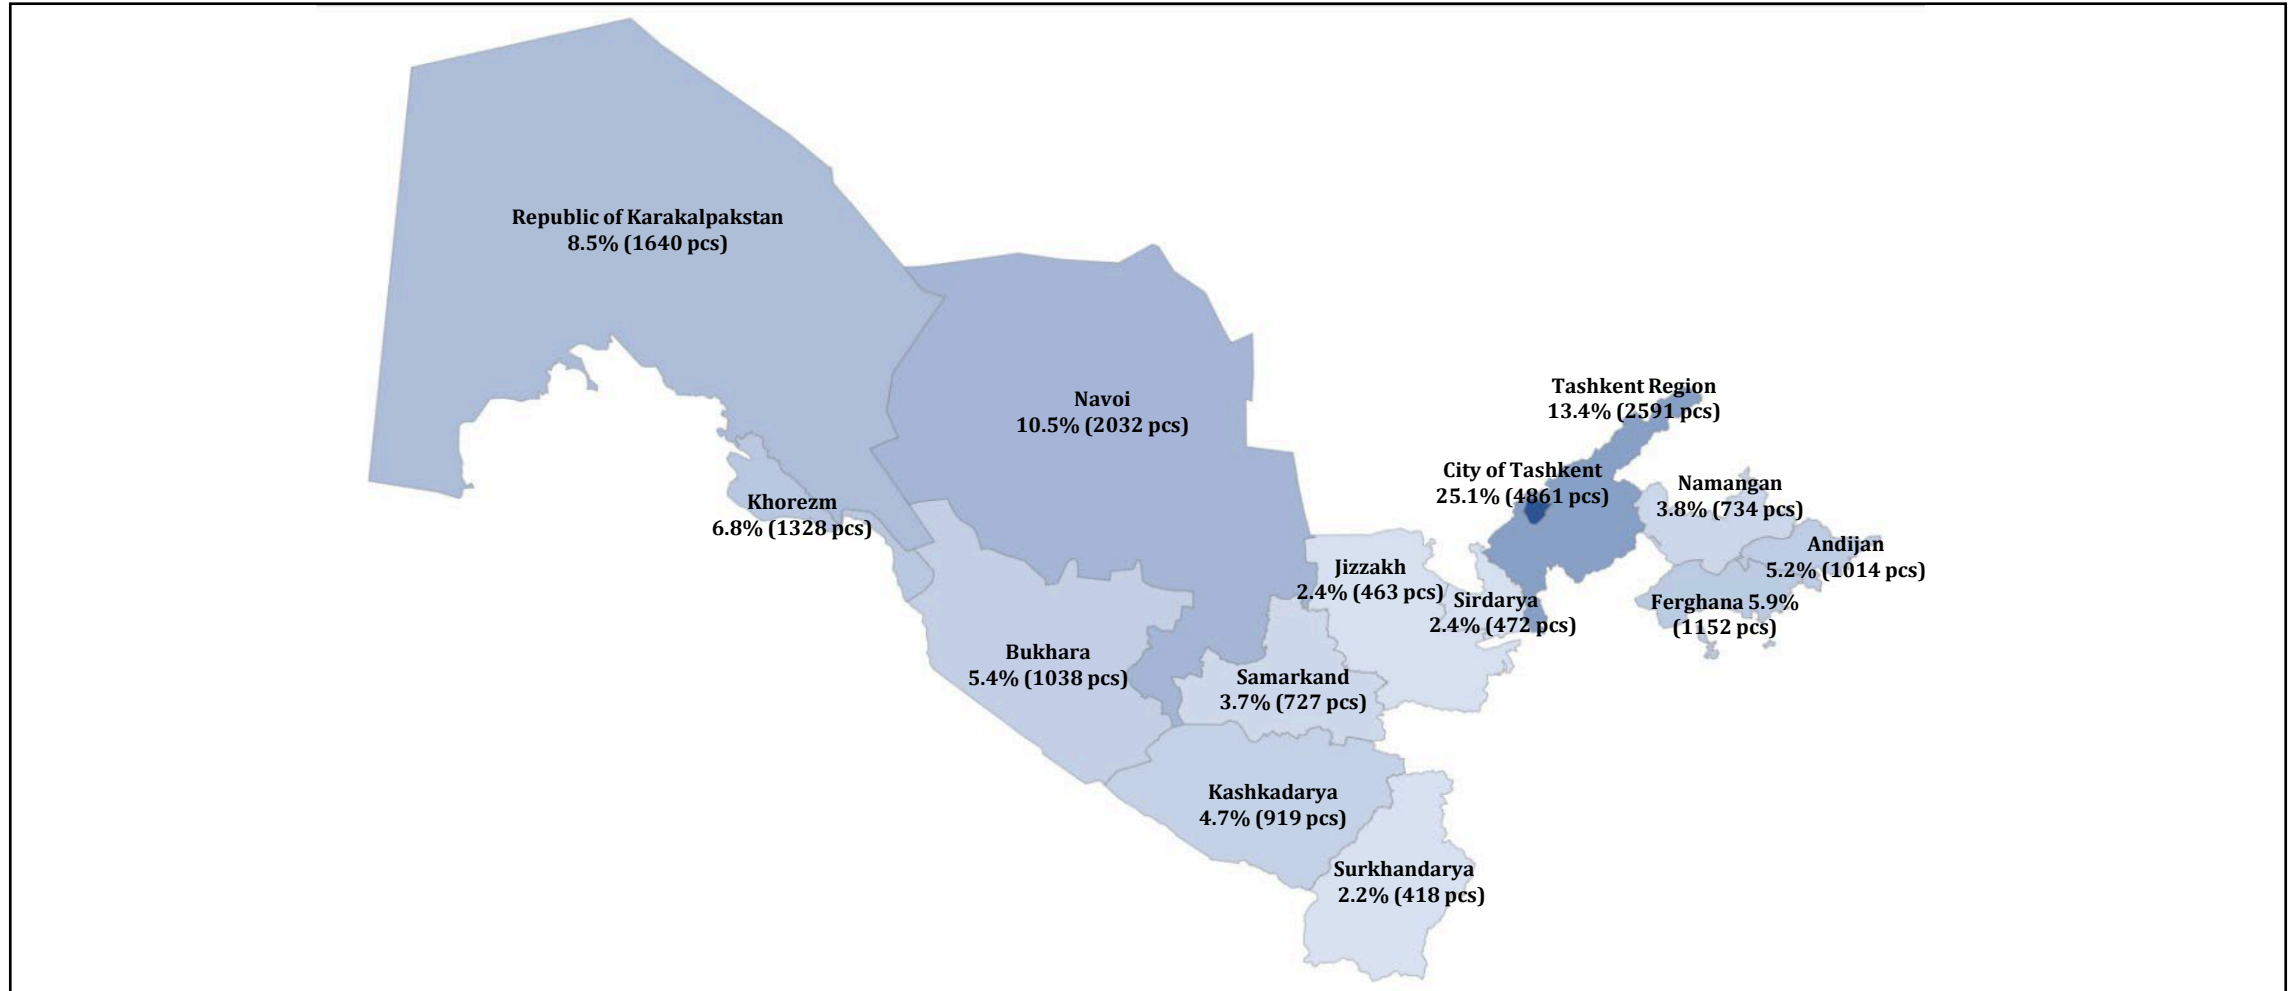 Republic of Karakalpakstan
8.5% (1640 pcs)
Navoi
10.5% (2032 pcs)
Tashkent Region
13.4% (2591 pcs)
City of Tashkent
25.1% (4861 pcs)
Namangan
3.8% (734 pcs)
Khorezm
6.8% (1328 pcs)
Andijan
5.2% (1014 pcs)
Jizzakh
2.4% (463 pcs)
Sirdarya
2.4% (472 pcs)
Ferghana 5.9%
(1152 pcs)
Bukhara
5.4% (1038 pcs)
Samarkand
3.7% (727 pcs)
Kashkadarya
4.7% (919 pcs)
Surkhandarya
2.2% (418 pcs)